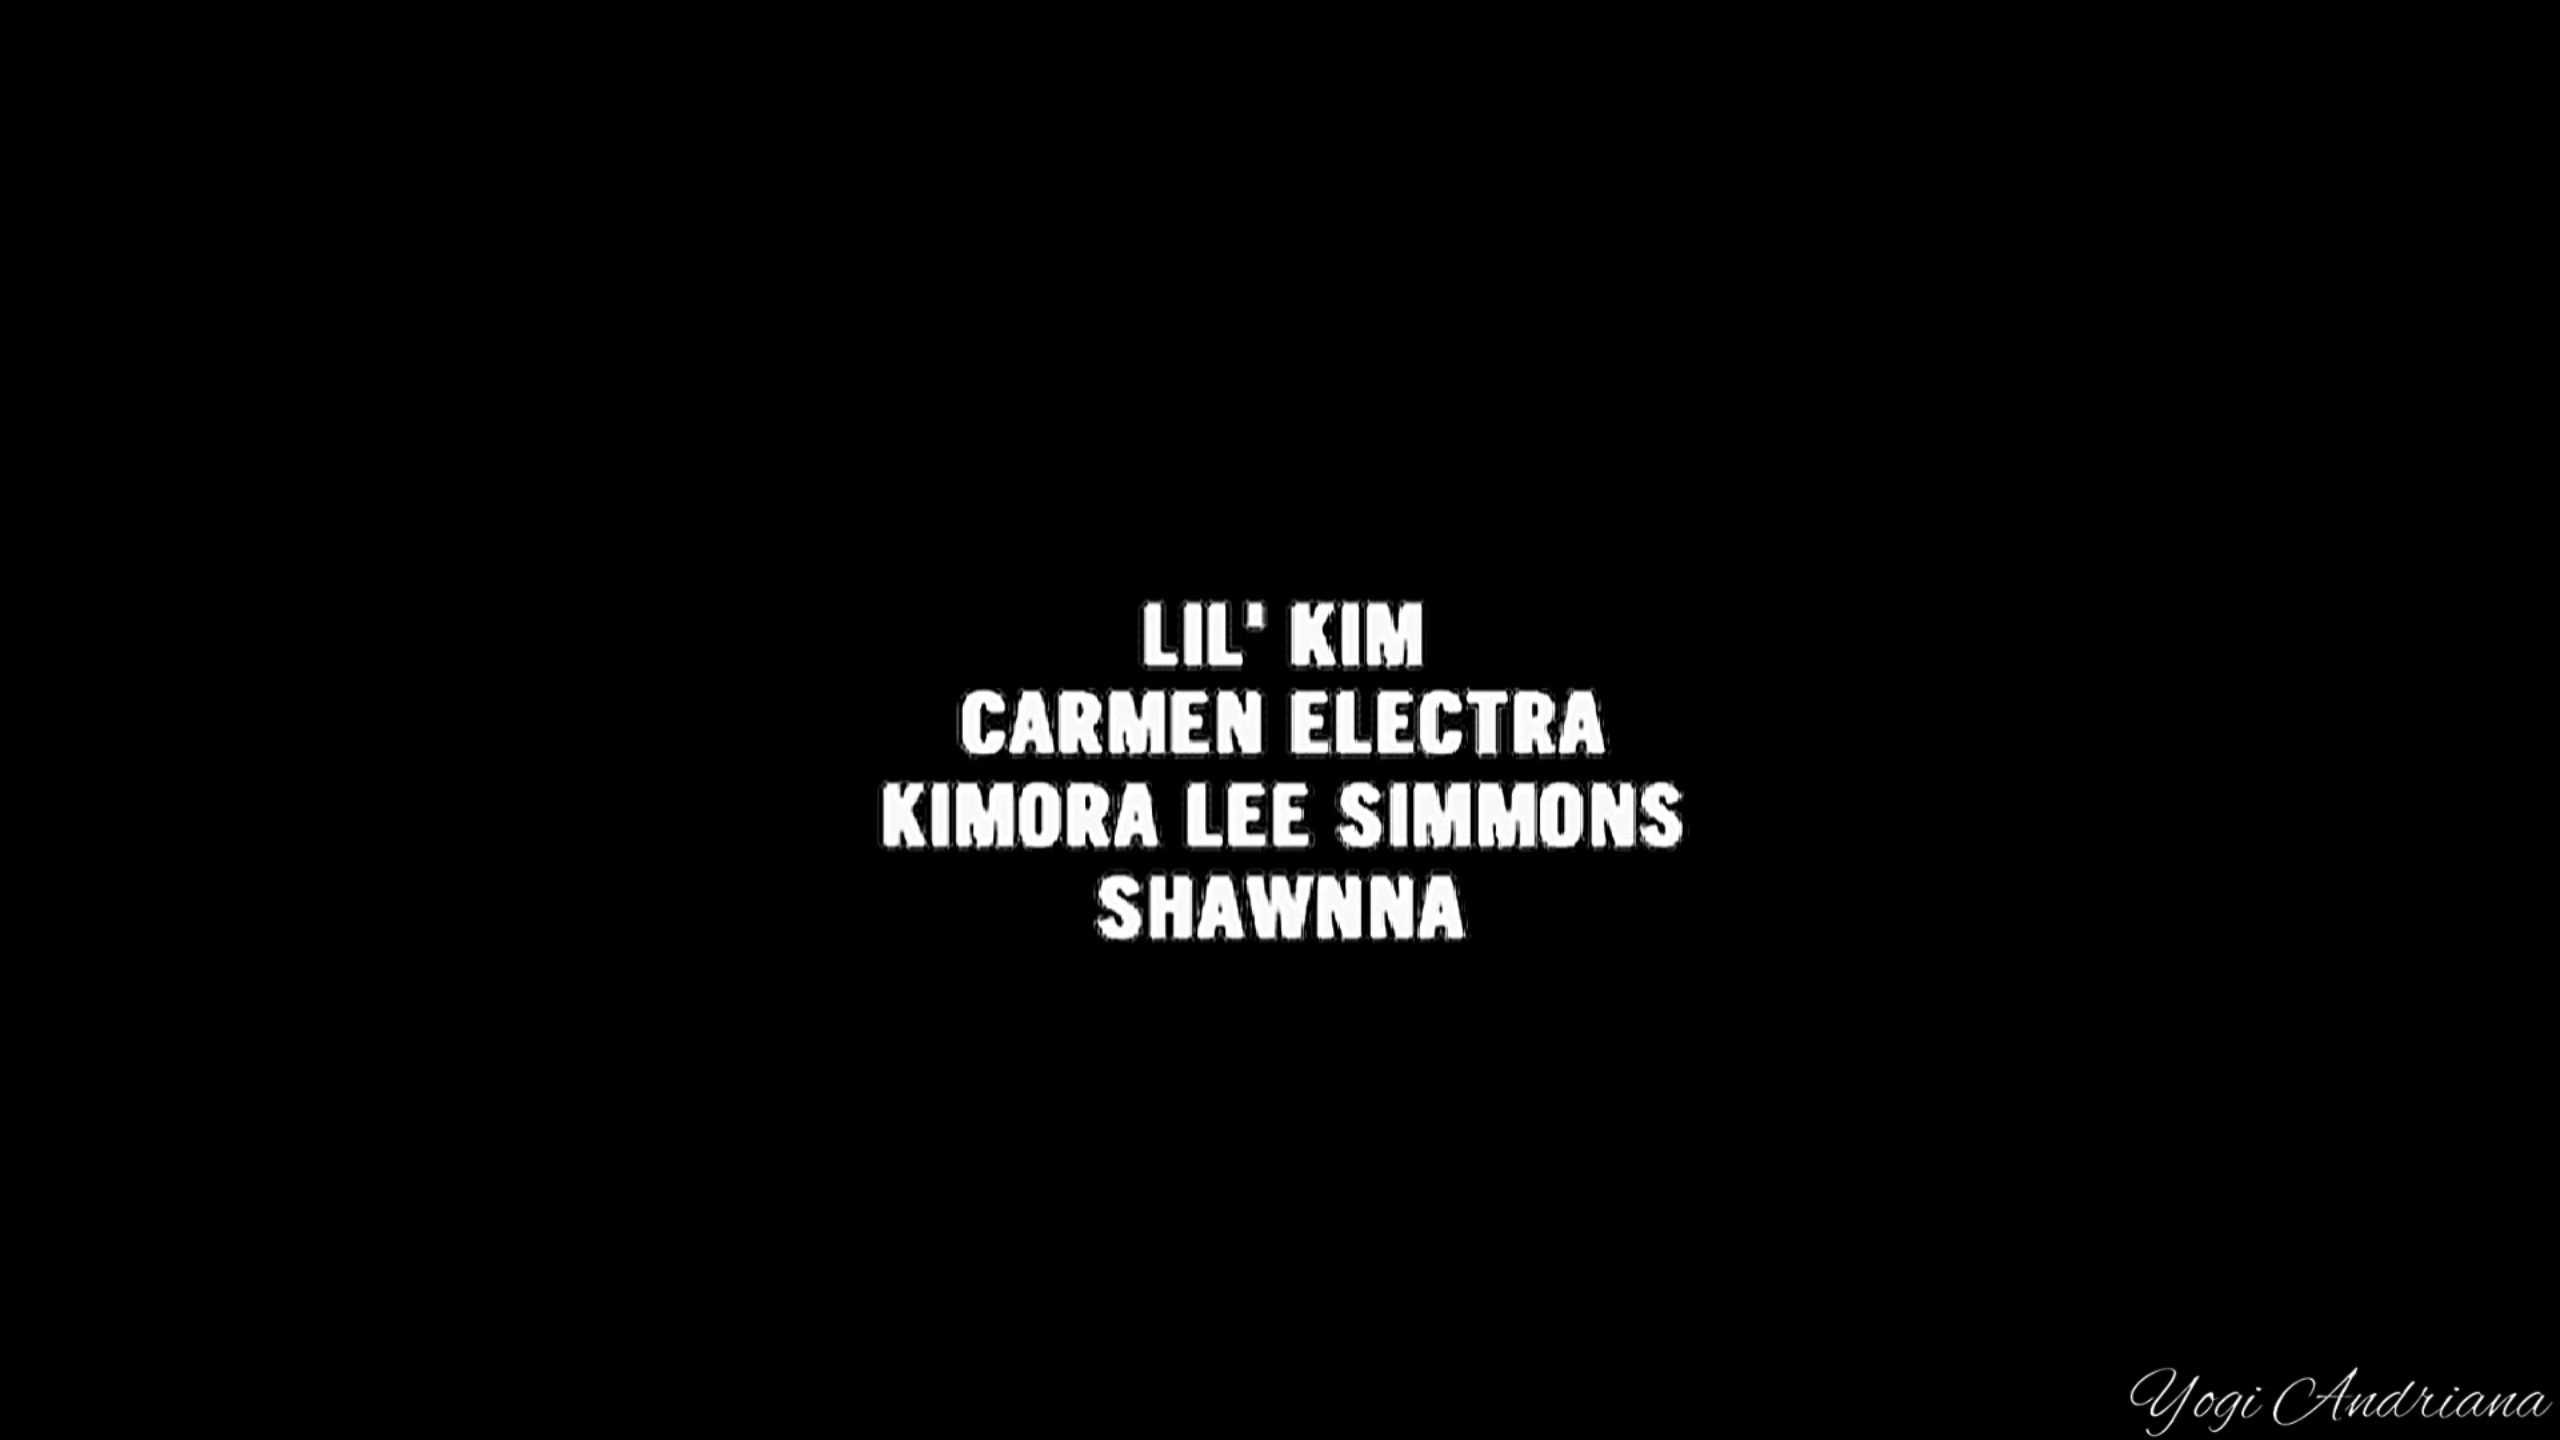 LIL' KIM
CARMEN ELECTRA
KIMORA LEE SIMMONS
SHAWNNA
Yogi Andriana